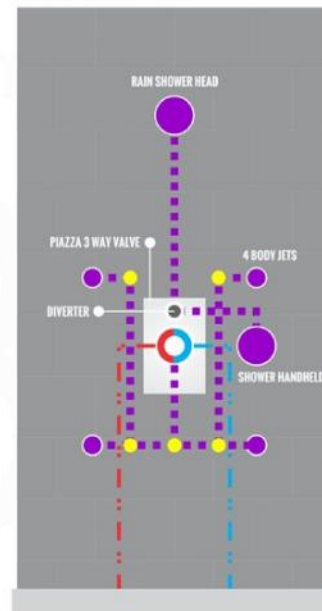 RAIN SHOWER HEAD
PIAZZA 3 WAY VALVE
4 BODY JETS
DIVERTER
SHOWER HANDHELD